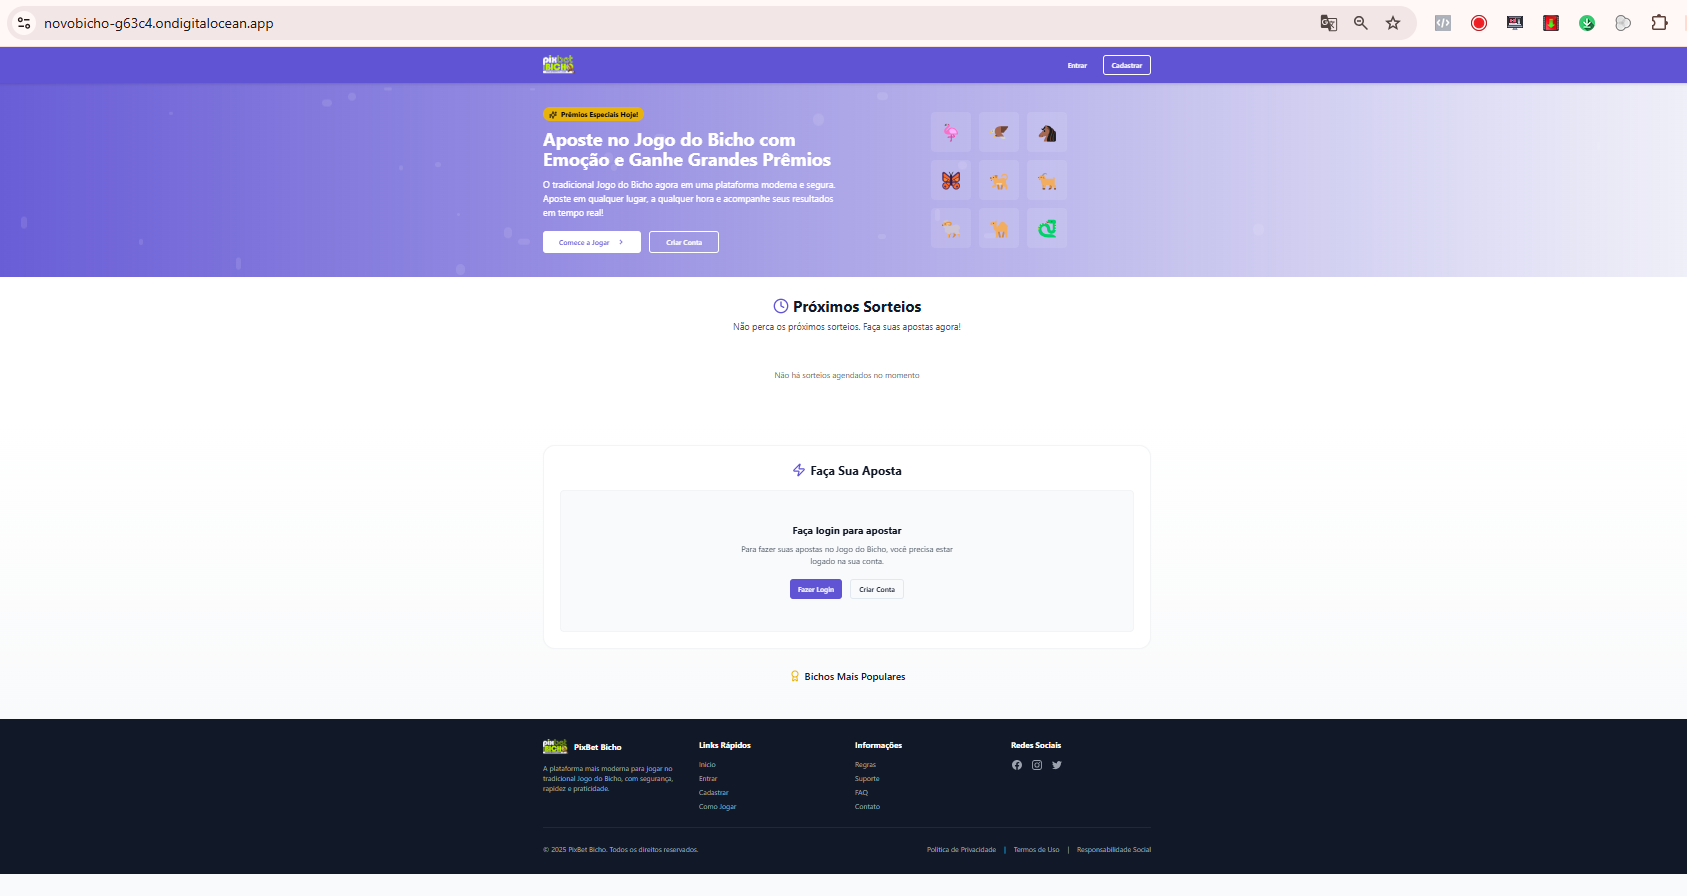 novobicho-g63c4.ondigitalocean.app
pixbet
BICHO
Entrar
Cadastrar
Prêmios Especiais Hoje!
Aposte no Jogo do Bicho com
Emoção e Ganhe Grandes Prêmios
O tradicional Jogo do Bicho agora em uma plataforma moderna e segura.
Aposte em qualquer lugar, a qualquer hora e acompanhe seus resultados
em tempo real!
Comece a Jogar
Criar Conta
Próximos Sorteios
Não perca os próximos sorteios. Faça suas apostas agora!
Não há sorteios agendados no momento
Faça Sua Aposta
Faça login para apostar
Para fazer suas apostas no Jogo do Bicho, você precisa estar
logado na sua conta.
Fazer Login
Criar Conta
Bichos Mais Populares
pixbet
BICHO
PixBet Bicho
A plataforma mais moderna para jogar no
tradicional Jogo do Bicho, com segurança,
rapidez e praticidade.
Links Rápidos
Início
Entrar
Cadastrar
Como Jogar
Informações
Regras
Suporte
FAQ
Contato
Redes Sociais
© 2025 PixBet Bicho. Todos os direitos reservados.
Política de Privacidade | Termos de Uso | Responsabilidade Social